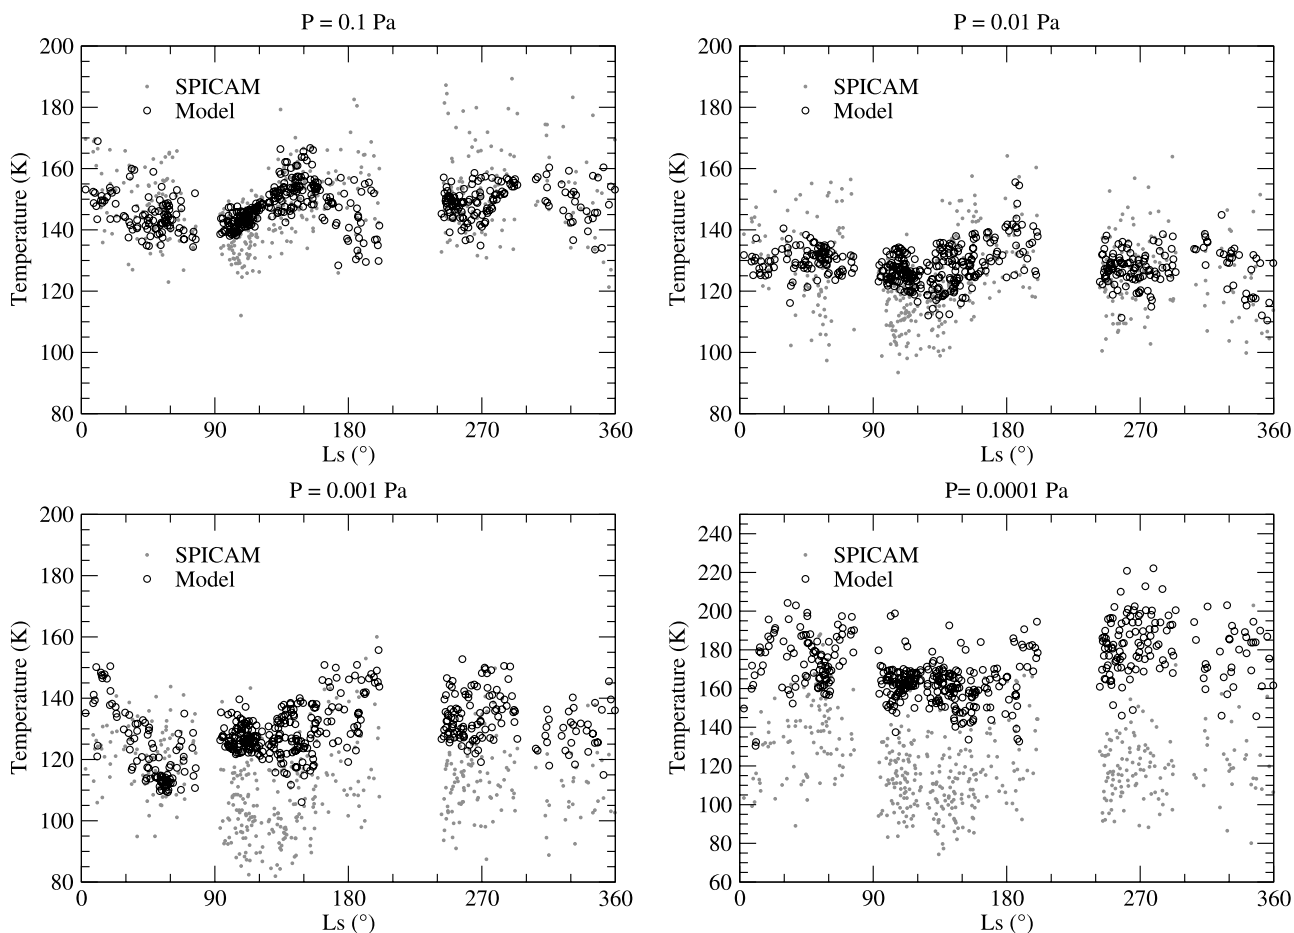 P = 0.1 Pa
200
180
160
140
120
100
80
Temperature (K)
SPICAM
Model
0
90
180
270
360
Ls (°)
P = 0.01 Pa
200
180
160
140
120
100
80
Temperature (K)
SPICAM
Model
0
90
180
270
360
Ls (°)
P = 0.001 Pa
200
180
160
140
120
100
80
Temperature (K)
SPICAM
Model
0
90
180
270
360
Ls (°)
P= 0.0001 Pa
240
220
200
180
160
140
120
100
80
60
Temperature (K)
SPICAM
Model
0
90
180
270
360
Ls (°)